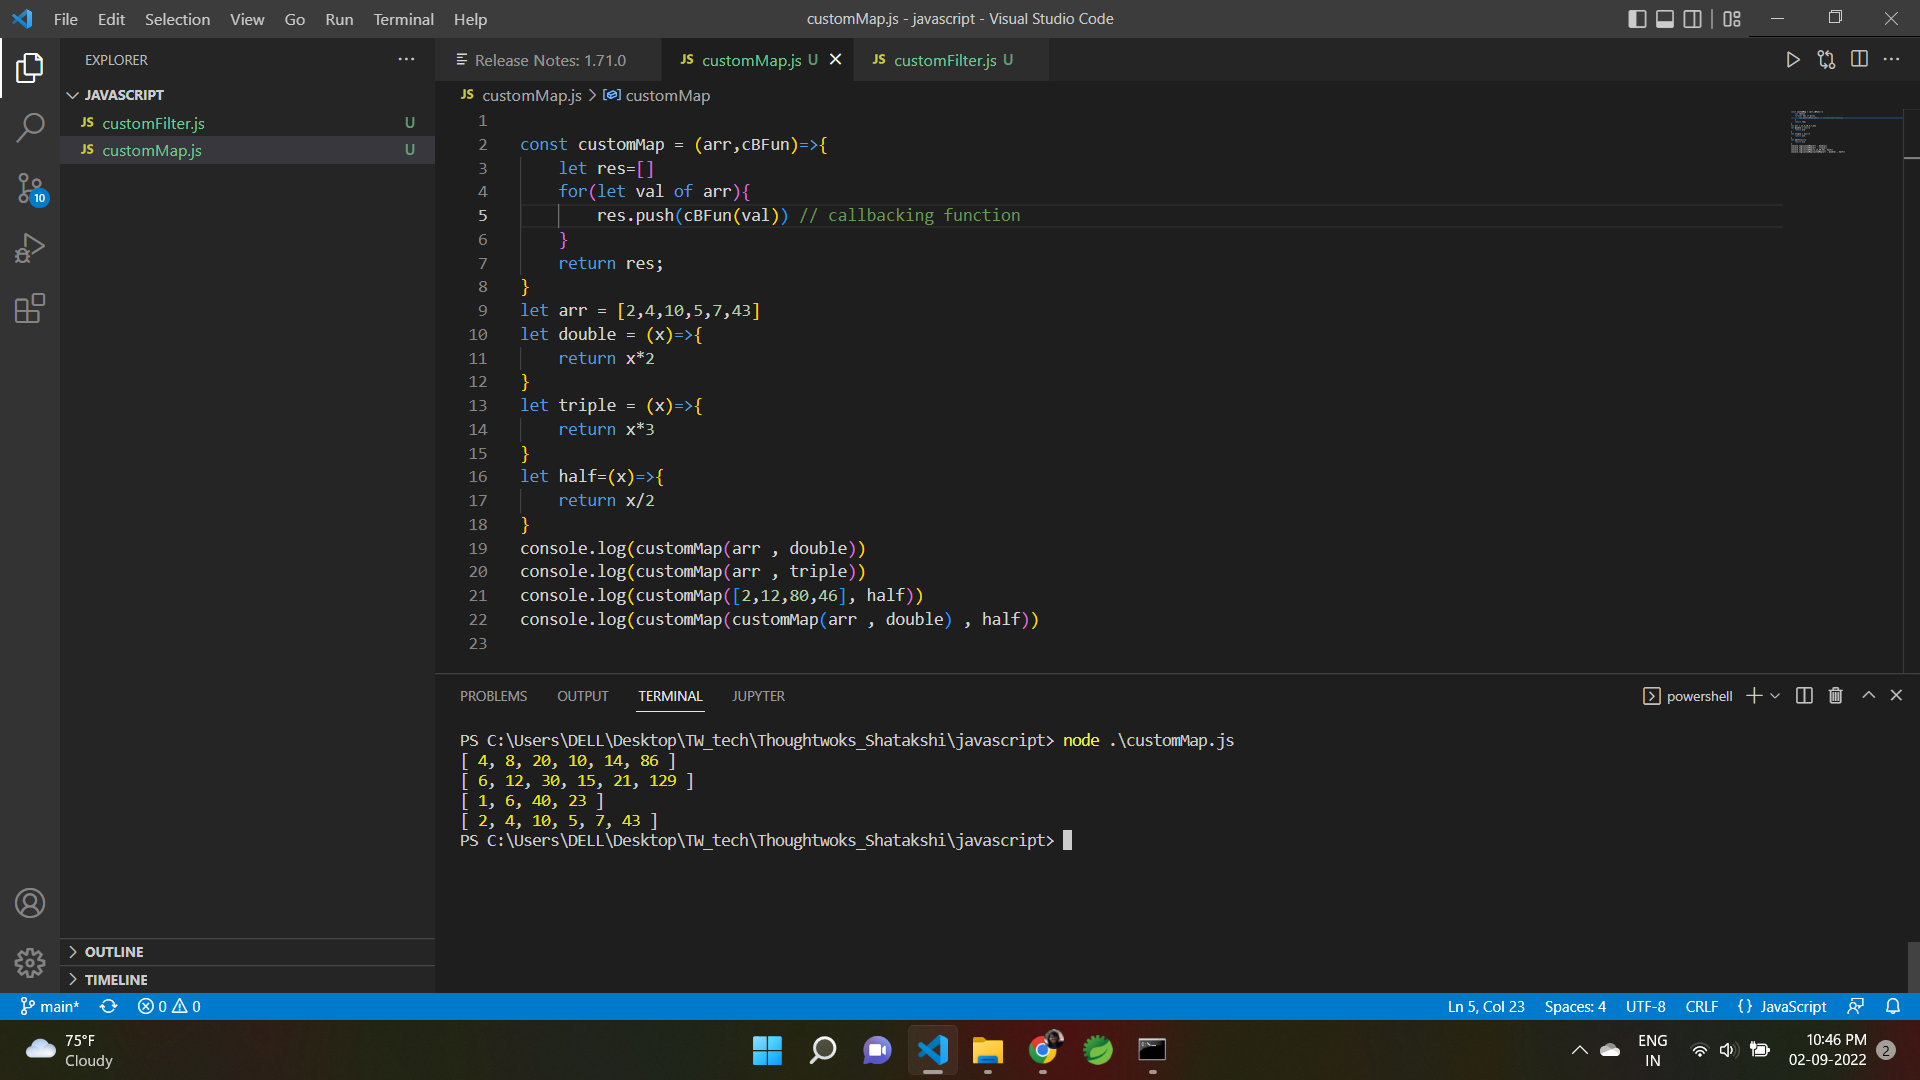 File Edit Selection View Go Run Terminal Help
customMap.js - javascript - Visual Studio Code
EXPLORER
JAVASCRIPT
JS customFilter.js U
JS customMap.js U
10
OUTLINE
TIMELINE
Release Notes: 1.71.0
JS customMap.js U
JS customFilter.js U
JS customMap.js > customMap
1
2 const customMap = (arr,cBFun)=>{
3 let res=[]
4 for(let val of arr){
5 res.push(cBFun(val)) // callbacking function
6 }
7 return res;
8 }
9 let arr = [2,4,10,5,7,43]
10 let double = (x)=>{
11 return x*2
12 }
13 let triple = (x)=>{
14 return x*3
15 }
16 let half=(x)=>{
17 return x/2
18 }
19 console.log(customMap(arr , double))
20 console.log(customMap(arr , triple))
21 console.log(customMap([2,12,80,46], half))
22 console.log(customMap(customMap(arr , double) , half))
23
PROBLEMS OUTPUT TERMINAL JUPYTER
powershell
PS C:\Users\DELL\Desktop\TW_tech\Thoughtwoks_Shatakshi\javascript> node .\customMap.js
[ 4, 8, 20, 10, 14, 86 ]
[ 6, 12, 30, 15, 21, 129 ]
[ 1, 6, 40, 23 ]
[ 2, 4, 10, 5, 7, 43 ]
PS C:\Users\DELL\Desktop\TW_tech\Thoughtwoks_Shatakshi\javascript>
main* 0 0
Ln 5, Col 23 Spaces: 4 UTF-8 CRLF {} JavaScript
75°F
Cloudy
ENG
IN
10:46 PM
02-09-2022
2